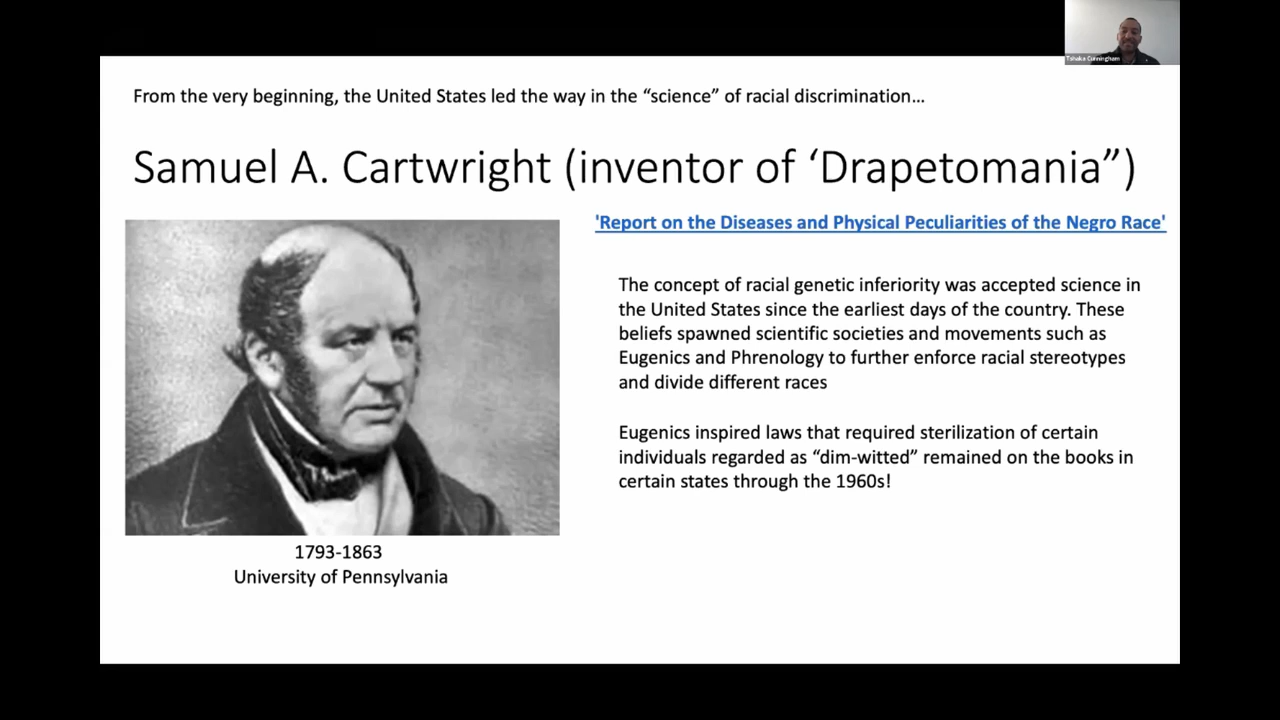 Tshaka Cunningham
From the very beginning, the United States led the way in the “science” of racial discrimination…
Samuel A. Cartwright (inventor of ‘Drapetomania”)
'Report on the Diseases and Physical Peculiarities of the Negro Race'
The concept of racial genetic inferiority was accepted science in
the United States since the earliest days of the country. These
beliefs spawned scientific societies and movements such as
Eugenics and Phrenology to further enforce racial stereotypes
and divide different races
Eugenics inspired laws that required sterilization of certain
individuals regarded as “dim-witted” remained on the books in
certain states through the 1960s!
1793-1863
University of Pennsylvania